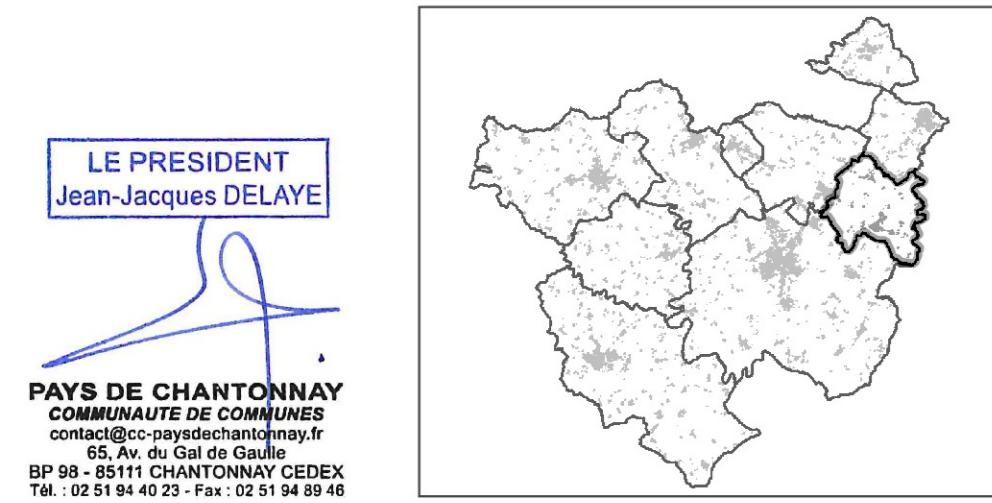 LE PRESIDENT
Jean-Jacques DELAYE
PAYS DE CHANTONNAY
COMMUNAUTE DE COMMUNES
contact@cc-paysdechantonnay.fr
65, Av. du Gal de Gaulle
BP 98 - 85111 CHANTONNAY CEDEX
Tél. : 02 51 94 40 23 - Fax : 02 51 94 89 46